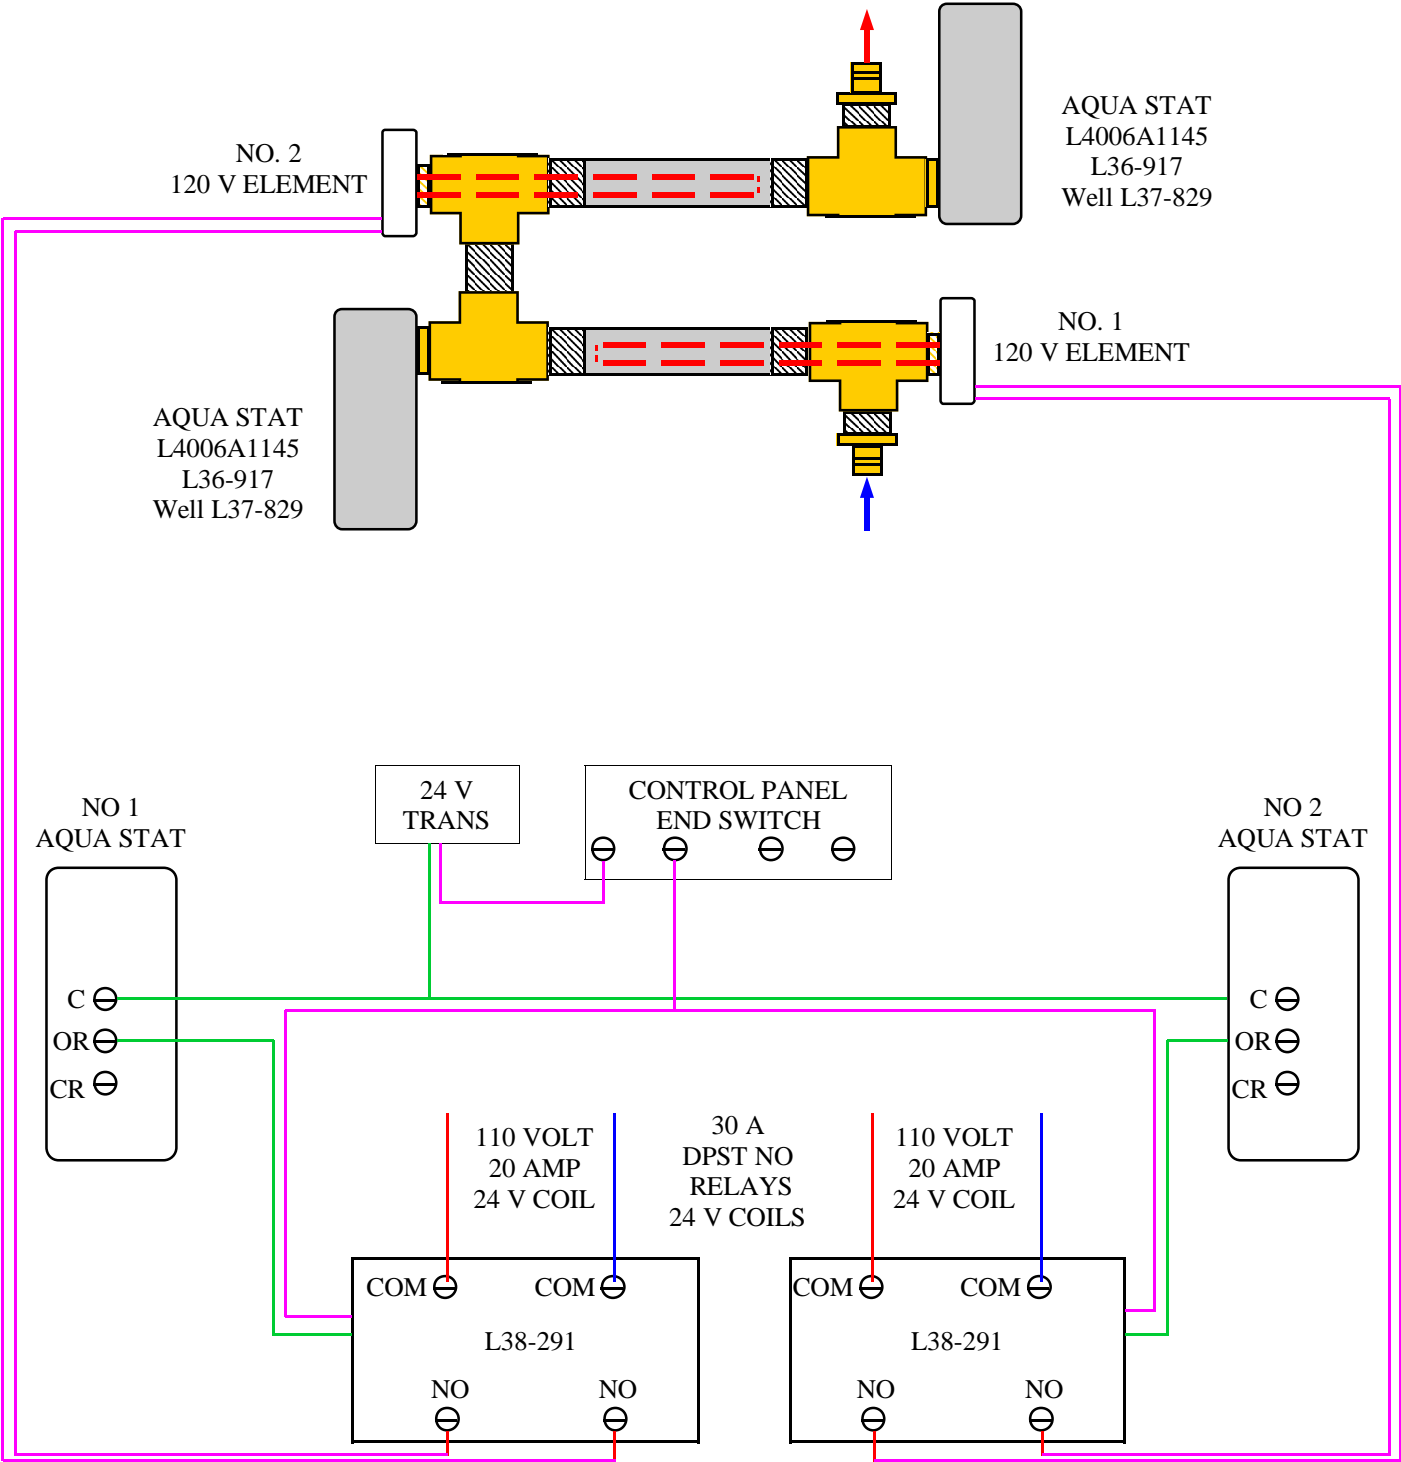 AQUA STAT
L4006A1145
L36-917
Well L37-829
NO. 2
120 V ELEMENT
NO. 1
120 V ELEMENT
AQUA STAT
L4006A1145
L36-917
Well L37-829
24 V
TRANS
CONTROL PANEL
END SWITCH
NO 1
AQUA STAT
NO 2
AQUA STAT
C
OR
CR
C
OR
CR
110 VOLT
20 AMP
24 V COIL
30 A
DPST NO
RELAYS
24 V COILS
110 VOLT
20 AMP
24 V COIL
COM
COM
L38-291
NO
NO
COM
COM
L38-291
NO
NO